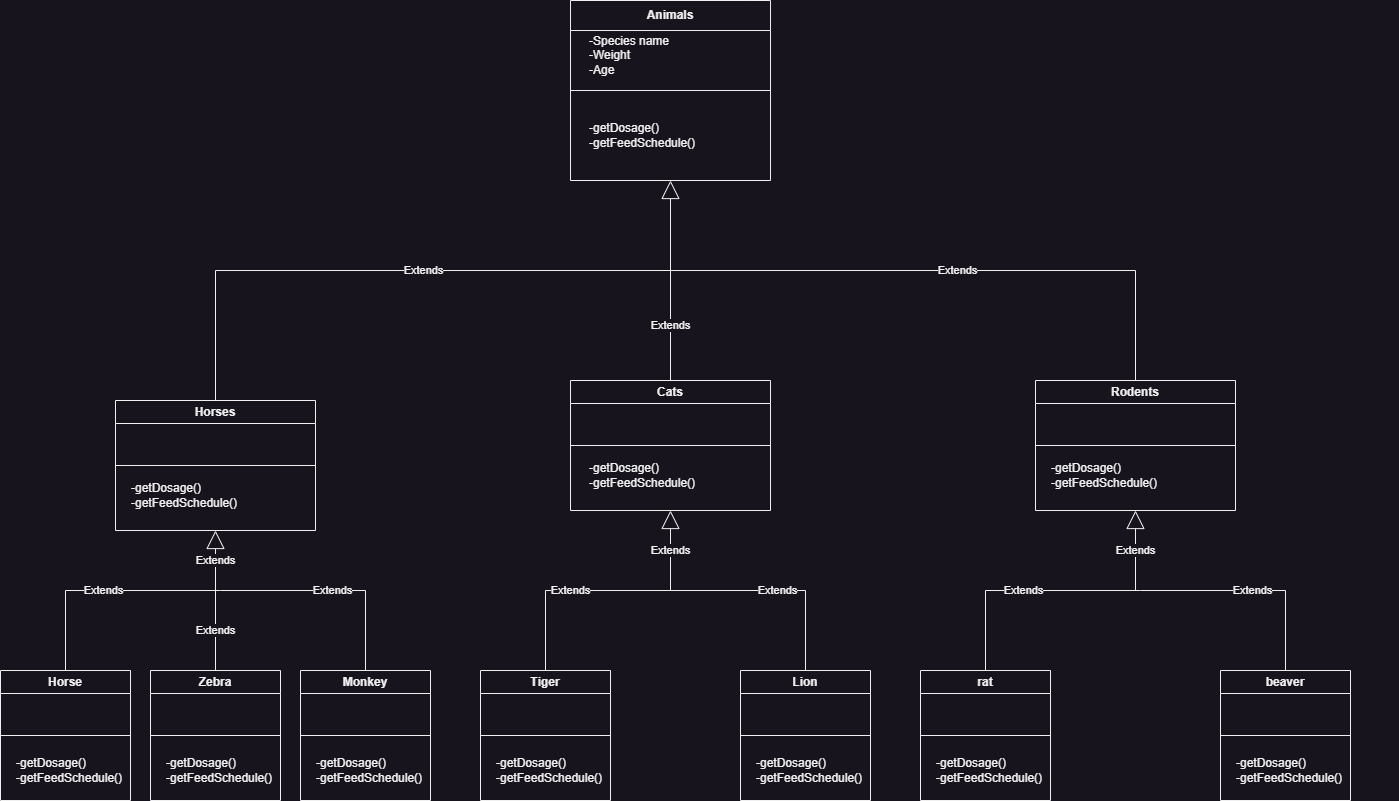 Animals
-Species name
-Weight
-Age
-getDosage()
-getFeedSchedule()
Extends
Extends
Extends
Horses
-getDosage()
-getFeedSchedule()
Cats
-getDosage()
-getFeedSchedule()
Rodents
-getDosage()
-getFeedSchedule()
Extends
Extends
Extends
Extends
Extends
Extends
Extends
Extends
Extends
Extends
Horse
-getDosage()
-getFeedSchedule()
Zebra
-getDosage()
-getFeedSchedule()
Monkey
-getDosage()
-getFeedSchedule()
Tiger
-getDosage()
-getFeedSchedule()
Lion
-getDosage()
-getFeedSchedule()
rat
-getDosage()
-getFeedSchedule()
beaver
-getDosage()
-getFeedSchedule()